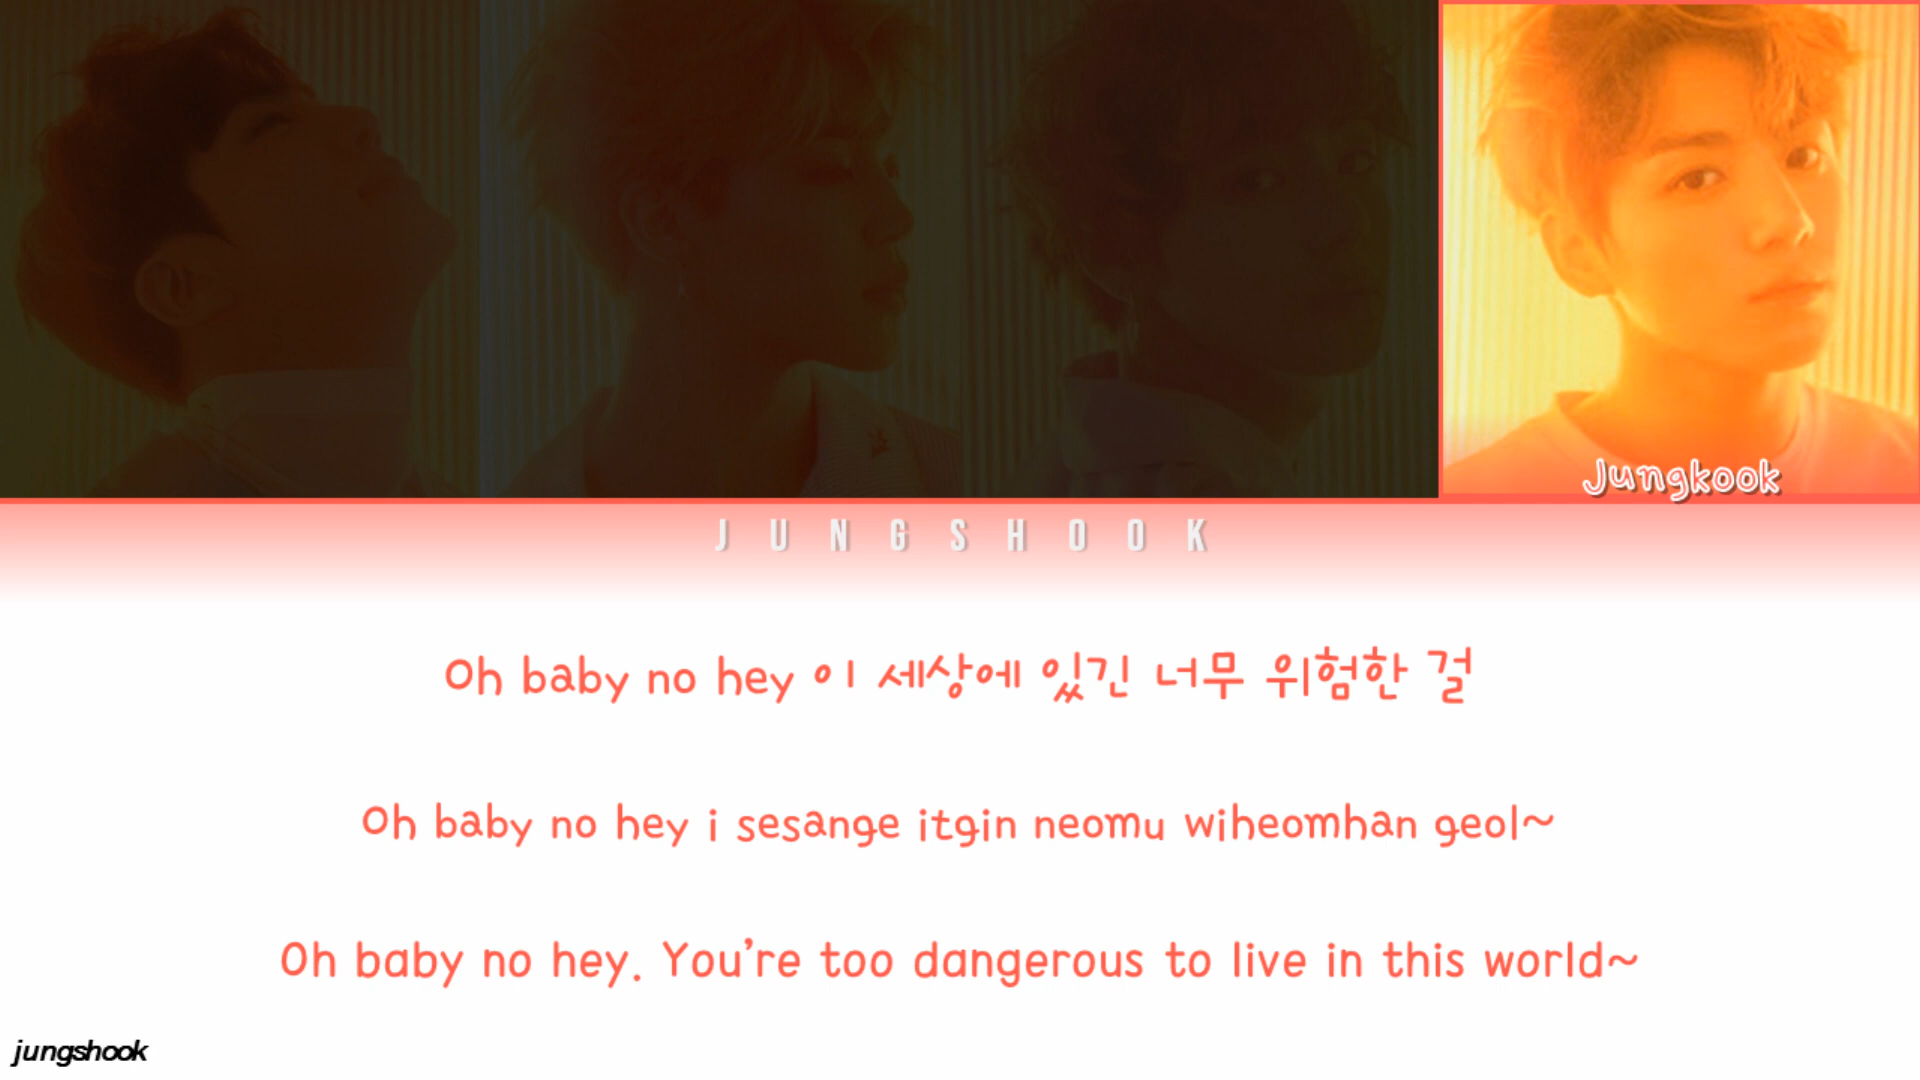 Jungkook
JUNGSHOOK
Oh baby no hey 이 세상에 있긴 너무 위험한 걸
Oh baby no hey i sesange itgin neomu wiheomhan geol~
Oh baby no hey. You're too dangerous to live in this world~
jungshook